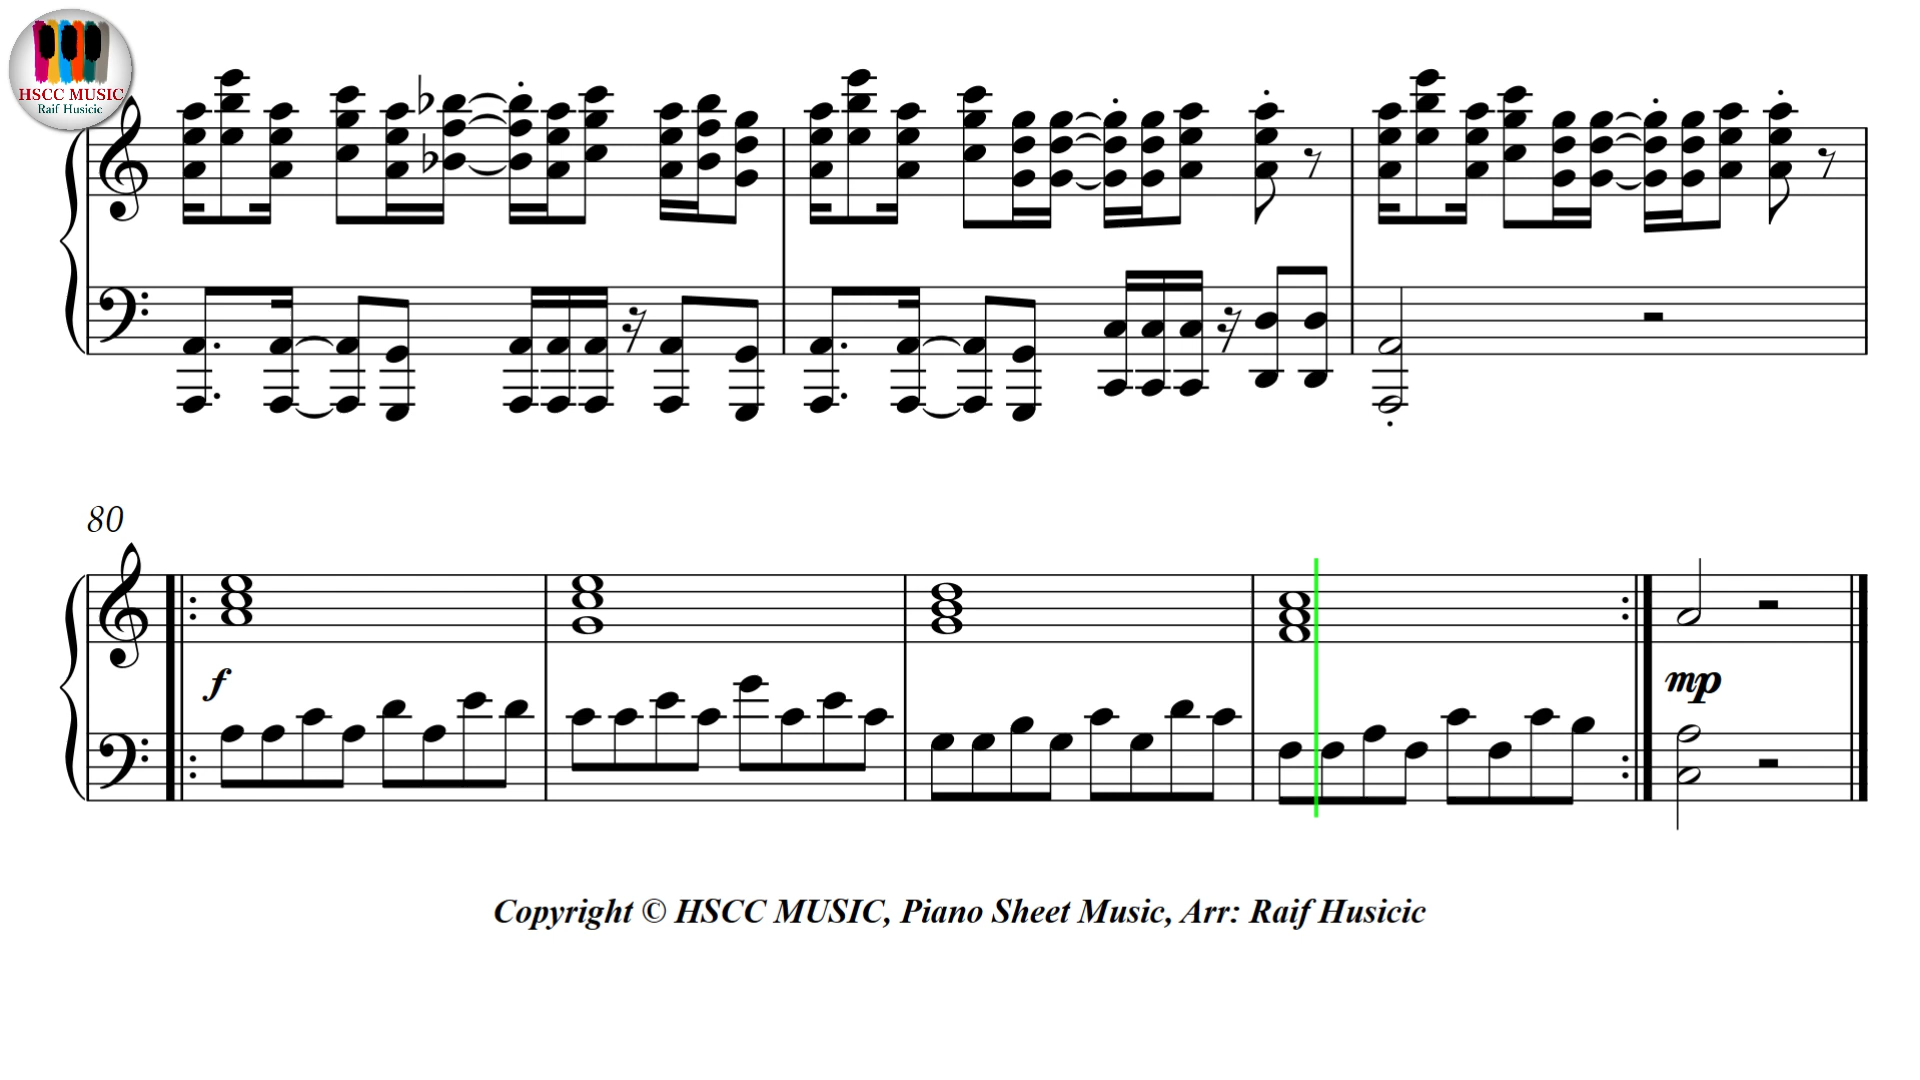 HSCC MUSIC
Raif Husicic
80
f
mp
Copyright © HSCC MUSIC, Piano Sheet Music, Arr: Raif Husicic